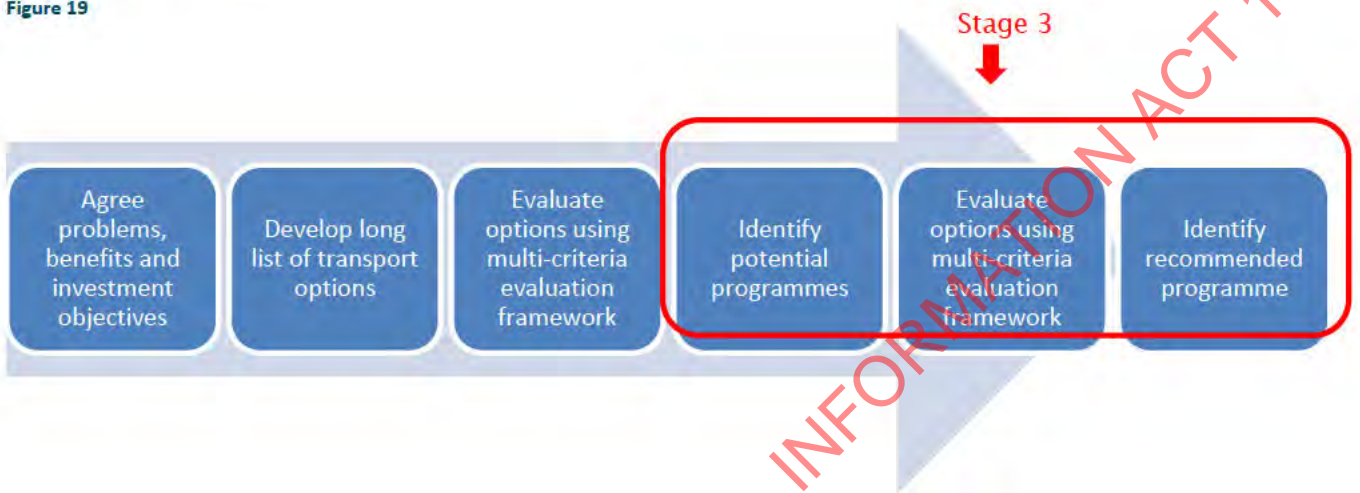 Figure 19
Stage 3
Agree
problems,
benefits and
investment
objectives
Develop long
list of transport
options
Evaluate
options using
multi-criteria
evaluation
framework
Identify
potential
programmes
Evaluate
options using
multi-criteria
evaluation
framework
Identify
recommended
programme
INFORMATION ACT 1